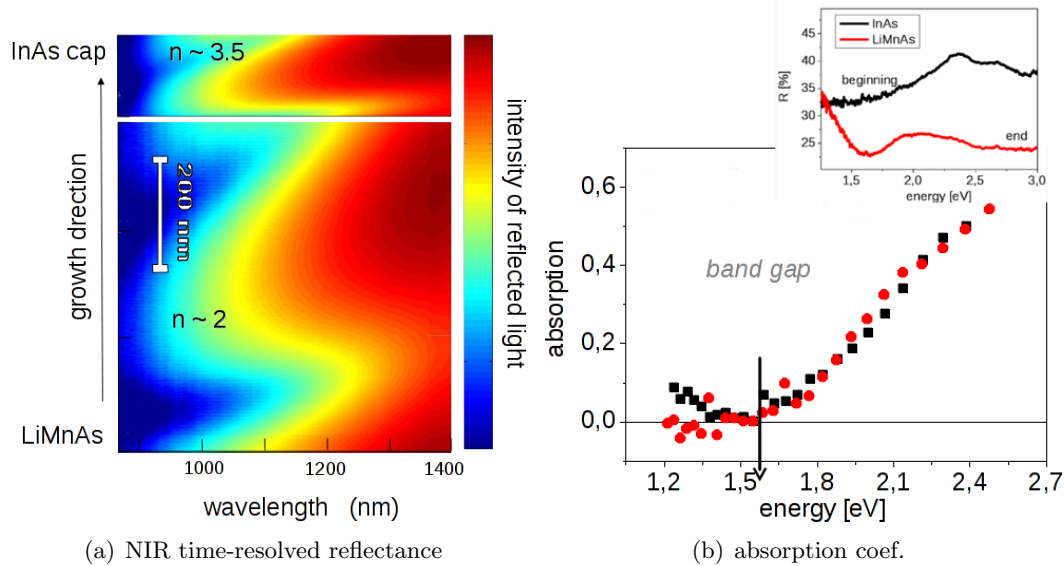 InAs cap
n ~ 3.5
growth direction
200 nm
n ~ 2
LiMnAs
1000
1200
1400
wavelength (nm)
intensity of reflected light
(a) NIR time-resolved reflectance
InAs
LiMnAs
45
40
35
30
25
R [%]
beginning
end
1,5
2,0
2,5
3,0
energy [eV]
0,6
0,4
0,2
0,0
absorption
band gap
1,2
1,5
1,8
2,1
2,4
2,7
energy [eV]
(b) absorption coef.